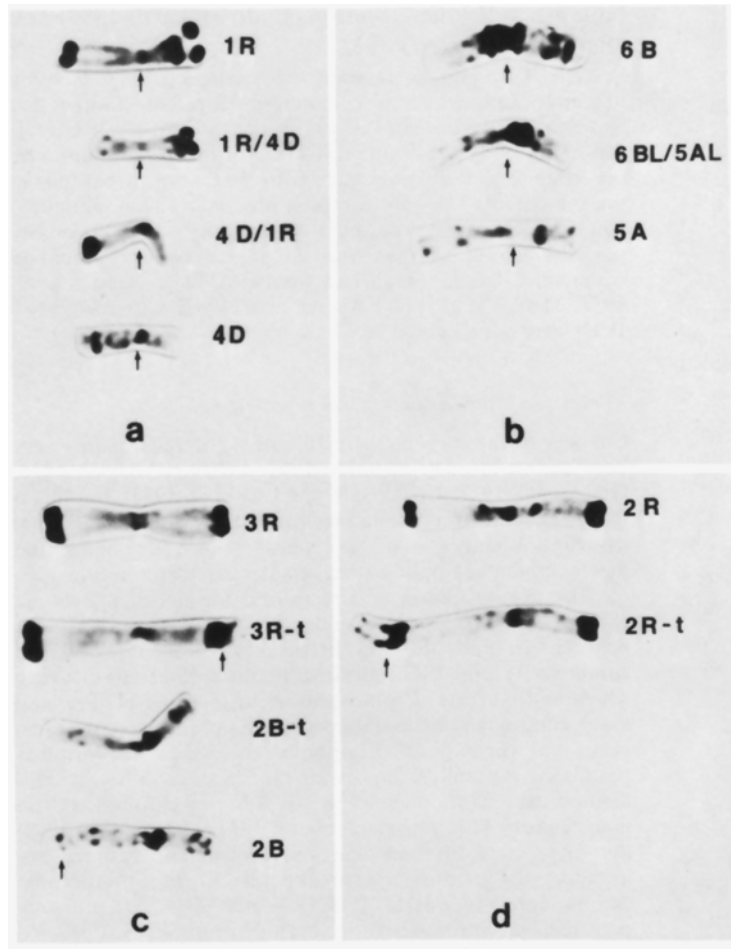 1R
1R/4D
4D/1R
4D
a
6B
6BL/5AL
5A
b
3R
3R-t
2B-t
2B
c
2R
2R-t
d